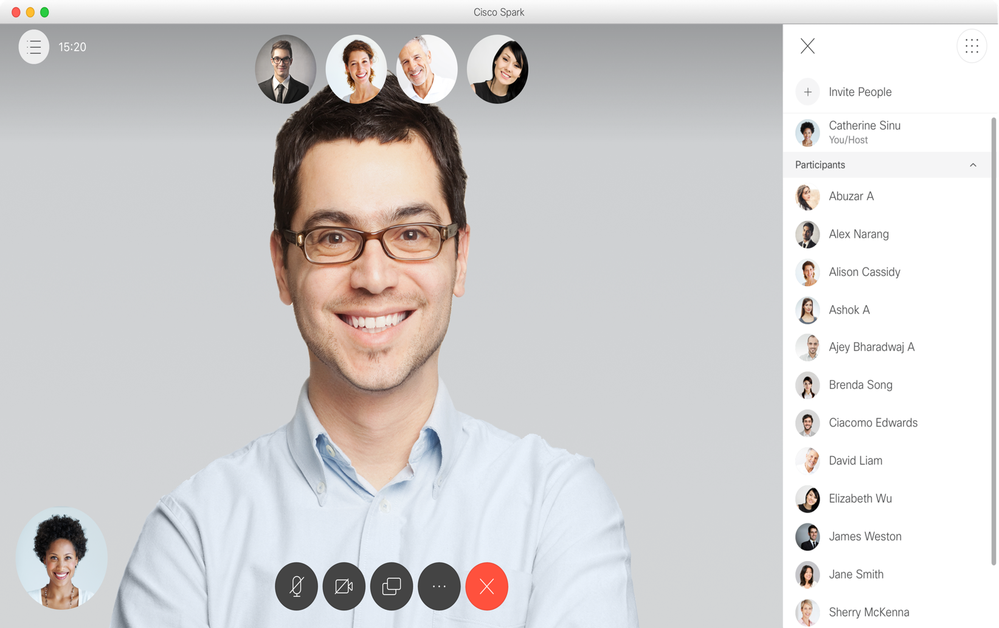 Cisco Spark
15:20
Invite People
Catherine Sinu
You/Host
Participants
Abuzar A
Alex Narang
Alison Cassidy
Ashok A
Ajey Bharadwaj A
Brenda Song
Ciacomo Edwards
David Liam
Elizabeth Wu
James Weston
Jane Smith
Sherry McKenna